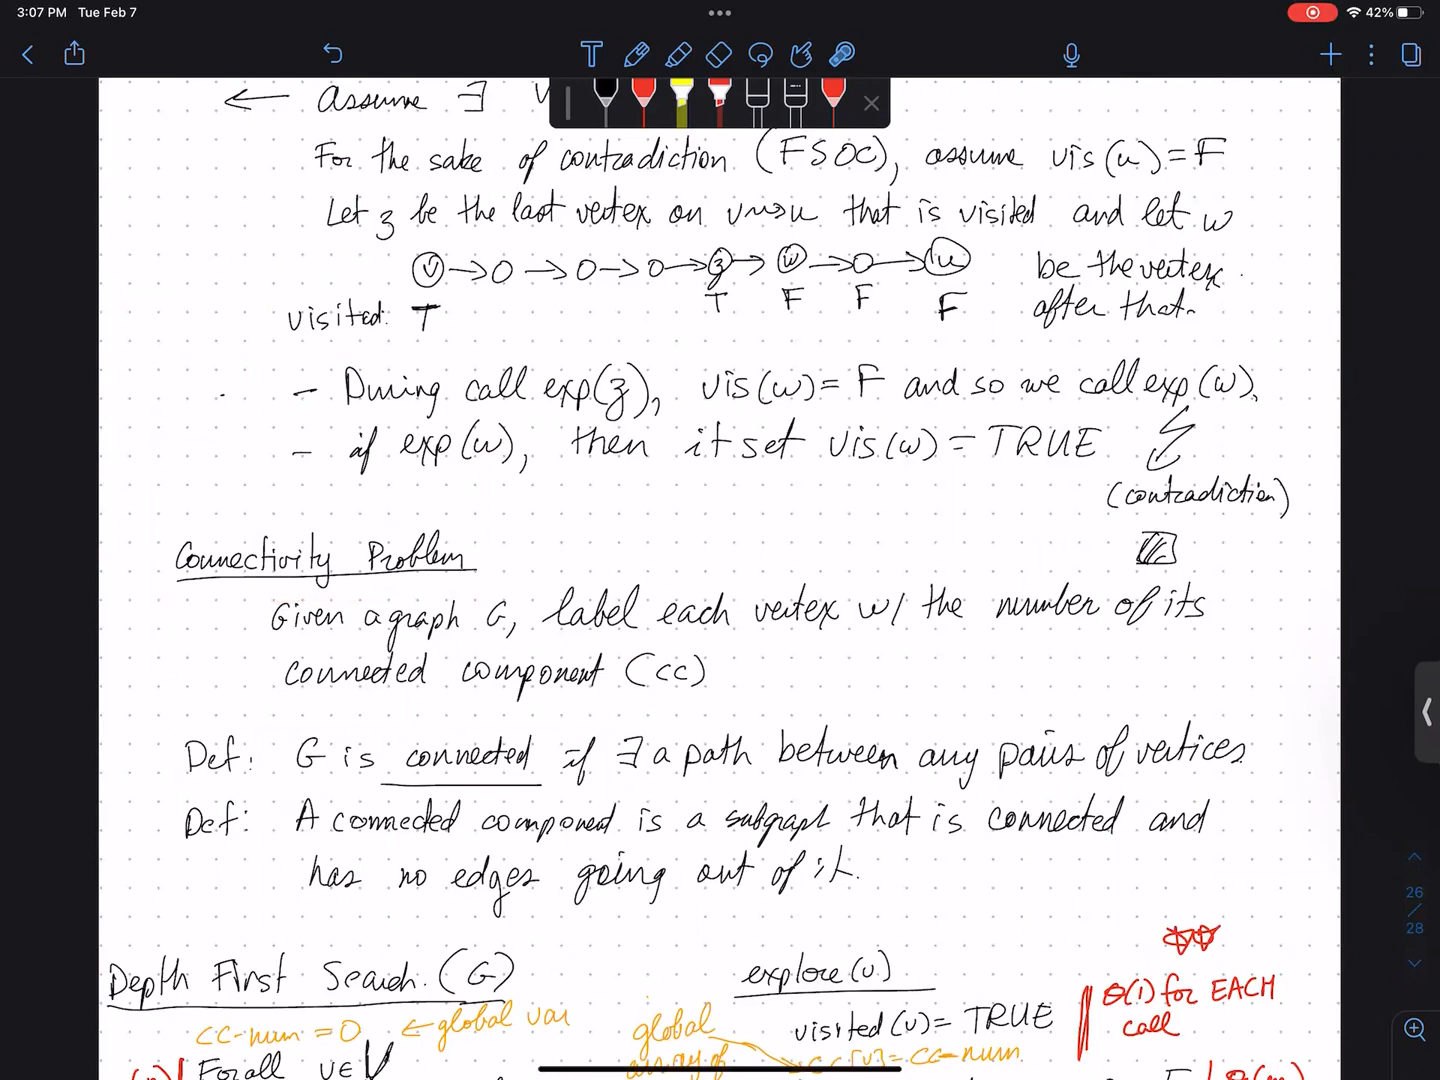 3:07 PM Tue Feb 7
42%
← Assume ∃ v
For the sake of contradiction (FSOC), assume vis(u) = F
Let z be the last vertex on v⇝u that is visited and let w
v → o → o → o → z → w → o → u be the vertex
visited: T T F F F after that.
- During call exp(z), vis(w) = F and so we call exp(w).
- if exp(w), then it set vis(w) = TRUE
(contradiction)
Connectivity Problem
Given a graph G, label each vertex w/ the number of its
connected component (cc)
Def: G is connected if ∃ a path between any pairs of vertices
Def: A connected component is a subgraph that is connected and
has no edges going out of it.
26
/
28
Depth First Search (G)
explore(v)
θ(1) for EACH
call
cc-num = 0 ← global var
global
array of
visited(v) = TRUE
For all v∈V
cc[v] = cc-num